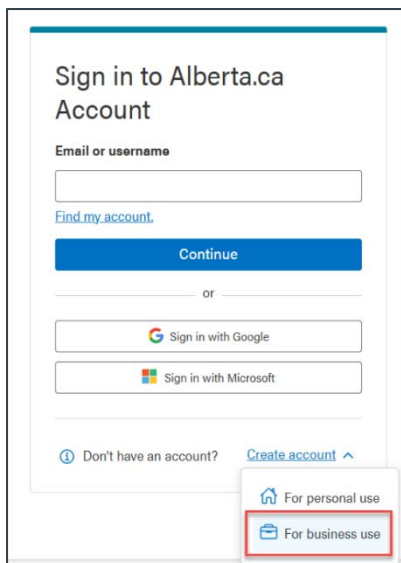 Sign in to Alberta.ca
Account
Email or username
Find my account.
Continue
or
Sign in with Google
Sign in with Microsoft
Don't have an account? Create account
For personal use
For business use